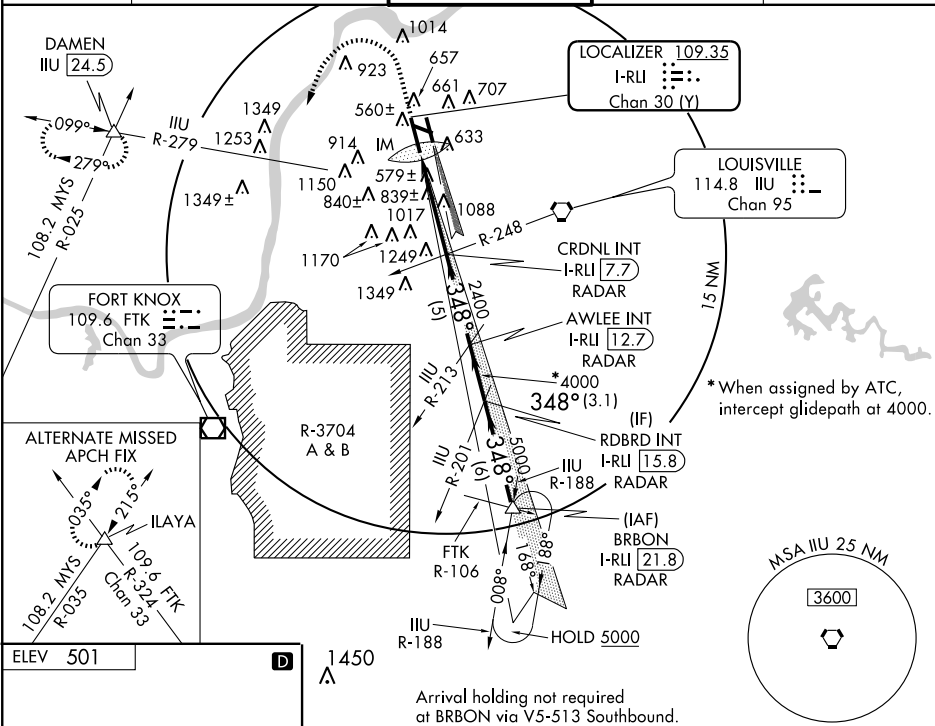 DAMEN
IIU 24.5
099°
279°
108.2 MYS
R-025
IIU
R-279
1349
1253
1349±
923
1014
657
661
707
560±
IM
633
914
1150
579±
840±
839±
1017
1088
1170
1249
1349
R-248
LOCALIZER 109.35
I-RLI
Chan 30 (Y)
LOUISVILLE
114.8 IIU
Chan 95
15 NM
CRDNL INT
I-RLI 7.7
RADAR
2400
348°
(5)
AWLEE INT
I-RLI 12.7
RADAR
*4000
348° (3.1)
* When assigned by ATC,
intercept glidepath at 4000.
FORT KNOX
109.6 FTK
Chan 33
R-3704
A & B
IIU
R-213
IIU
R-201
(IF)
RDBRD INT
I-RLI 15.8
RADAR
348°
(6)
5000
IIU
R-188
(IAF)
BRBON
I-RLI 21.8
RADAR
FTK
R-106
008°
168°
IIU
R-188
HOLD 5000
ALTERNATE MISSED
APCH FIX
035°
215°
ILAYA
108.2 MYS
R-035
109.6 FTK
R-324
Chan 33
MSA IIU 25 NM
3600
ELEV 501
D
1450
Arrival holding not required
at BRBON via V5-513 Southbound.